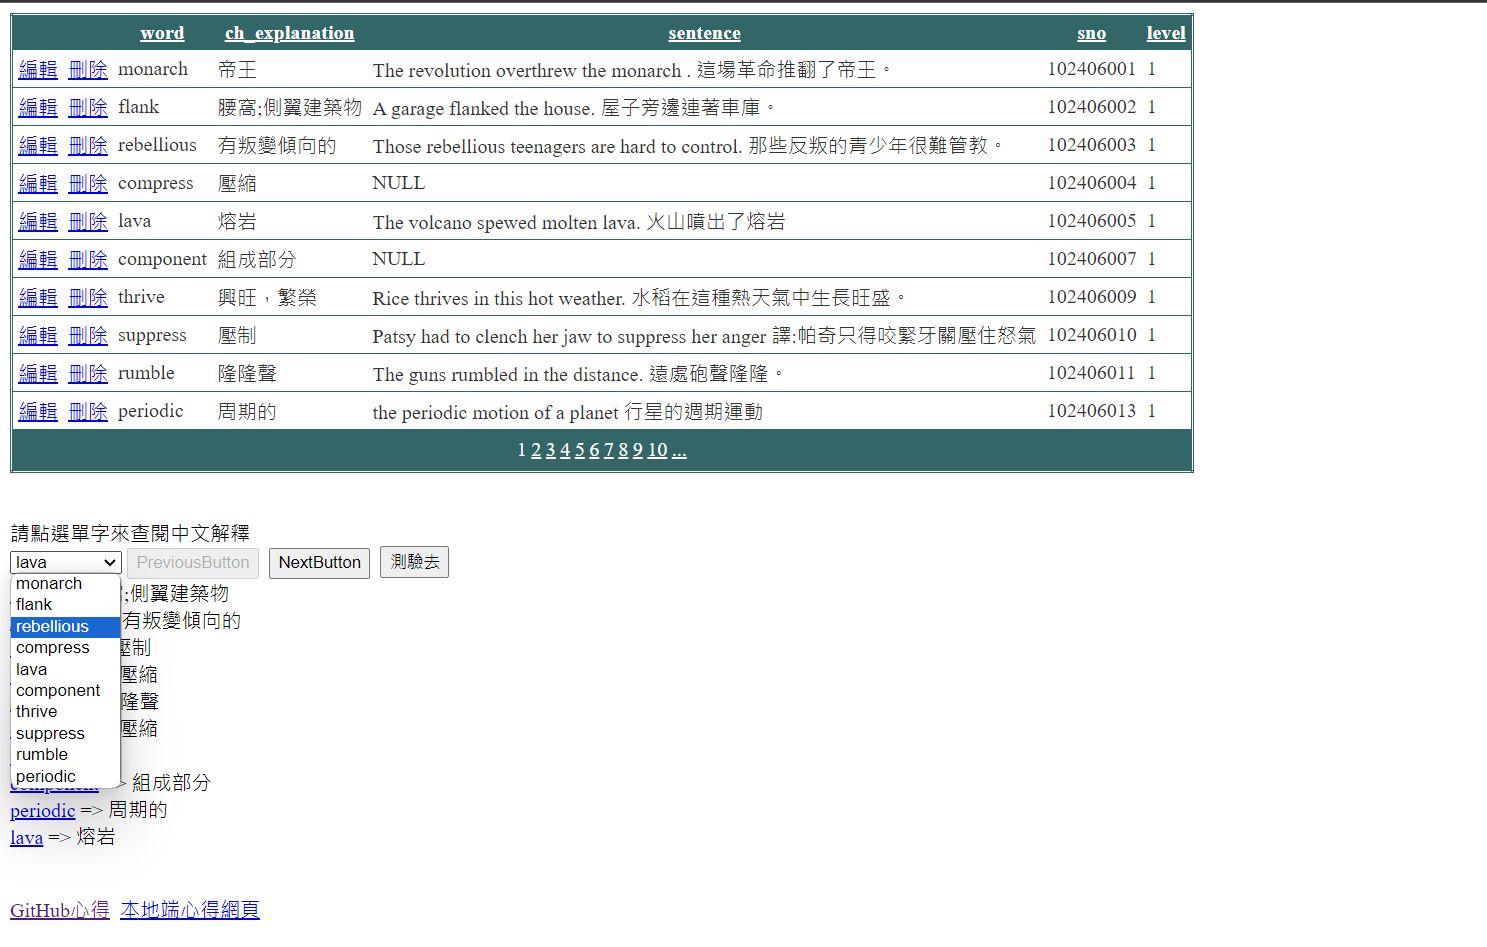 word ch_explanation sentence sno level
編輯 刪除 monarch 帝王 The revolution overthrew the monarch . 這場革命推翻了帝王。 102406001 1
編輯 刪除 flank 腰窩;側翼建築物 A garage flanked the house. 屋子旁邊連著車庫。 102406002 1
編輯 刪除 rebellious 有叛變傾向的 Those rebellious teenagers are hard to control. 那些反叛的青少年很難管教。 102406003 1
編輯 刪除 compress 壓縮 NULL 102406004 1
編輯 刪除 lava 熔岩 The volcano spewed molten lava. 火山噴出了熔岩 102406005 1
編輯 刪除 component 組成部分 NULL 102406007 1
編輯 刪除 thrive 興旺，繁榮 Rice thrives in this hot weather. 水稻在這種熱天氣中生長旺盛。 102406009 1
編輯 刪除 suppress 壓制 Patsy had to clench her jaw to suppress her anger 譯:帕奇只得咬緊牙關壓住怒氣 102406010 1
編輯 刪除 rumble 隆隆聲 The guns rumbled in the distance. 遠處砲聲隆隆。 102406011 1
編輯 刪除 periodic 周期的 the periodic motion of a planet 行星的週期運動 102406013 1
1 2 3 4 5 6 7 8 9 10 ...
請點選單字來查閱中文解釋
lava PreviousButton NextButton 測驗去
monarch
flank ;側翼建築物
rebellious 有叛變傾向的
compress 壓制
lava 壓縮
component 隆聲
thrive 壓縮
suppress
rumble
periodic
component > 組成部分
periodic => 周期的
lava => 熔岩
GitHub心得 本地端心得網頁